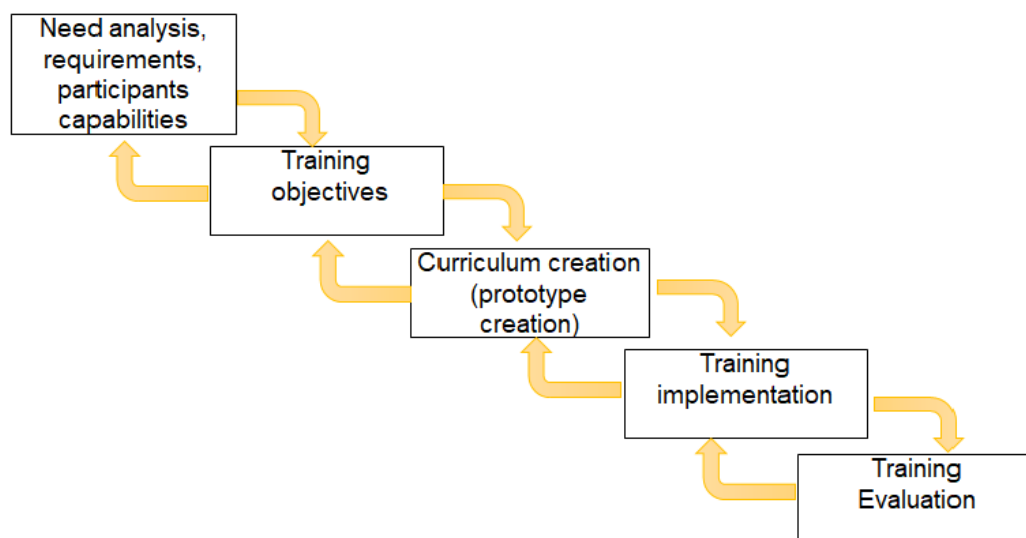 Need analysis,
requirements,
participants
capabilities
Training
objectives
Curriculum creation
(prototype
creation)
Training
implementation
Training
Evaluation